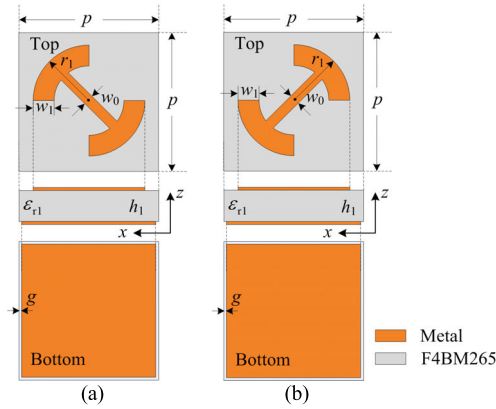 p
p
Top
r1
w1
w0
p
Top
r1
w1
w0
p
εr1
h1
z
x
εr1
h1
z
x
g
Bottom
g
Bottom
Metal
F4BM265
(a)
(b)